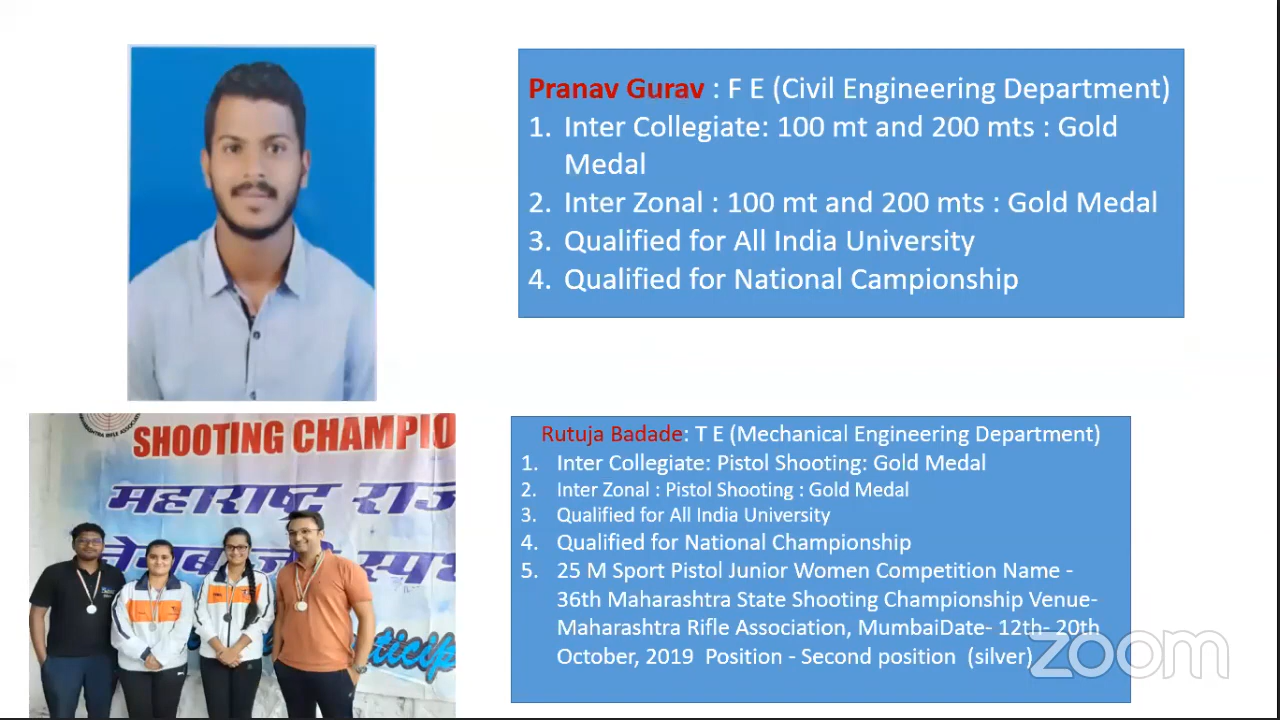 Pranav Gurav : F E (Civil Engineering Department)
1. Inter Collegiate: 100 mt and 200 mts : Gold
Medal
2. Inter Zonal : 100 mt and 200 mts : Gold Medal
3. Qualified for All India University
4. Qualified for National Campionship
SHOOTING CHAMPIO
महाराष्ट्र राज
Rutuja Badade: T E (Mechanical Engineering Department)
1. Inter Collegiate: Pistol Shooting: Gold Medal
2. Inter Zonal : Pistol Shooting : Gold Medal
3. Qualified for All India University
4. Qualified for National Championship
5. 25 M Sport Pistol Junior Women Competition Name -
36th Maharashtra State Shooting Championship Venue-
Maharashtra Rifle Association, MumbaiDate- 12th- 20th
October, 2019 Position - Second position (silver)
zoom